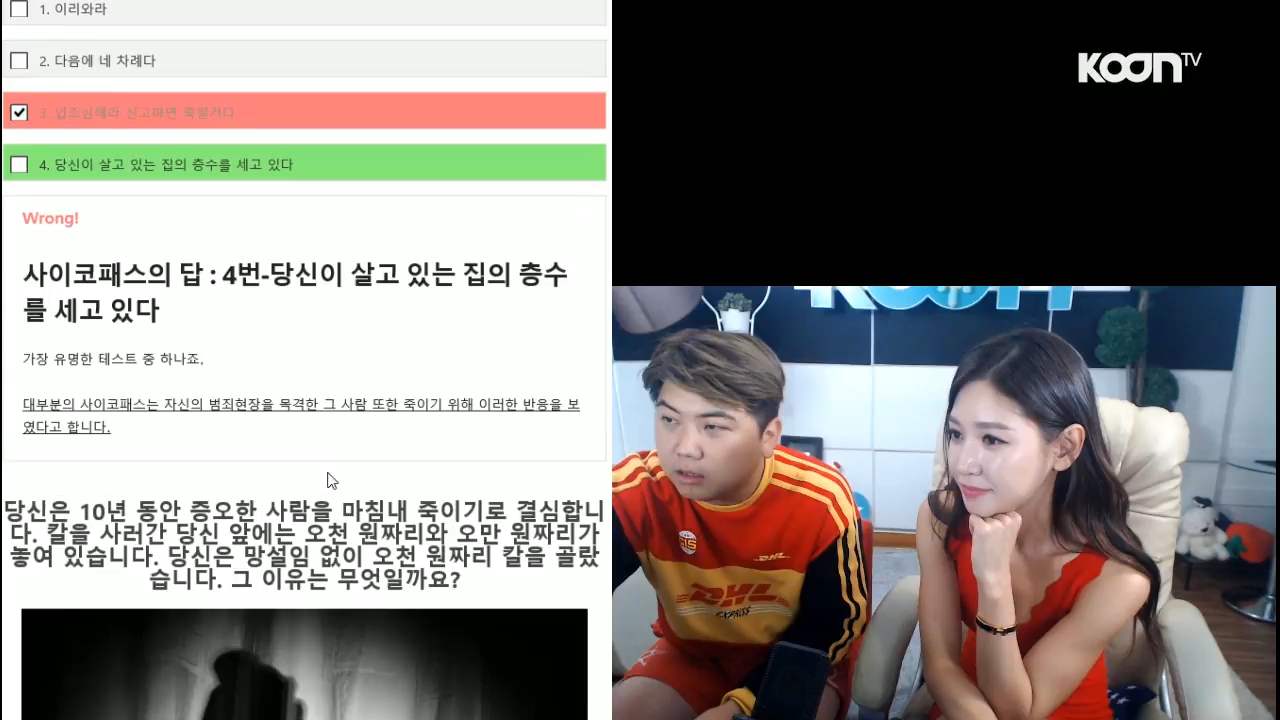 1. 이리와라
2. 다음에 네 차례다
KOONTV
3. 입조심해라 신고하면 죽을거다
4. 당신이 살고 있는 집의 층수를 세고 있다
Wrong!
사이코패스의 답 : 4번-당신이 살고 있는 집의 층수
를 세고 있다
가장 유명한 테스트 중 하나죠.
대부분의 사이코패스는 자신의 범죄현장을 목격한 그 사람 또한 죽이기 위해 이러한 반응을 보
였다고 합니다.
당신은 10년 동안 증오한 사람을 마침내 죽이기로 결심합니
다. 칼을 사러간 당신 앞에는 오천 원짜리와 오만 원짜리가
놓여 있습니다. 당신은 망설임 없이 오천 원짜리 칼을 골랐
습니다. 그 이유는 무엇일까요?
DHL
DHL
EXPRESS